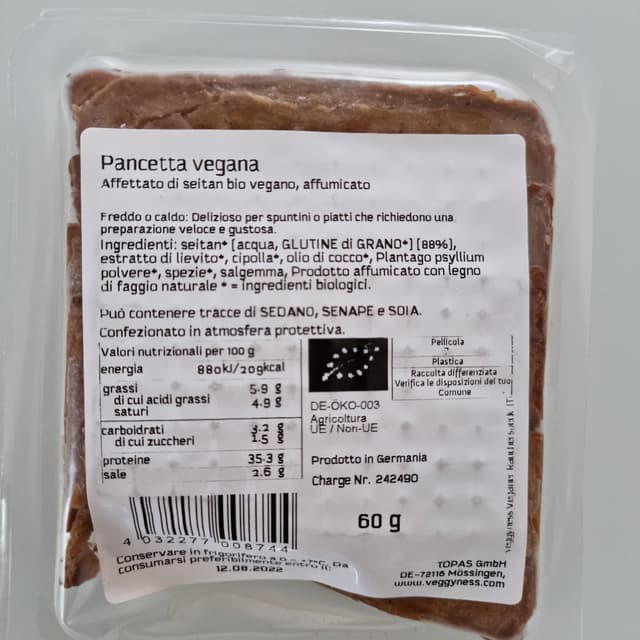 Pancetta vegana
Affettato di seitan bio vegano, affumicato
Freddo o caldo: Delizioso per spuntini o piatti che richiedono una
preparazione veloce e gustosa.
Ingredienti: seitan* [acqua, GLUTINE di GRANO*] [88%],
estratto di lievito*, cipolla*, olio di cocco*, Plantago psyllium
polvere*, spezie*, salgemma, Prodotto affumicato con legno
di faggio naturale * = Ingredienti biologici.
Può contenere tracce di SEDANO, SENAPE e SOIA.
Confezionato in atmosfera protettiva.
Valori nutrizionali per 100 g
energia 880kJ/209kcal
grassi 5.9 g
di cui acidi grassi 4.9 g
saturi
carboidrati 3.2 g
di cui zuccheri 1.5 g
proteine 35.3 g
sale 2.6 g
Pellicola
Plastica
Raccolta differenziata
Verifica le disposizioni del tuo
Comune
DE-ÖKO-003
Agricoltura
UE / Non-UE
Prodotto in Germania
Charge Nr. 242490
60 g
4 032277 008744
Conservare in frigorifero a 0 - +7°C. Da
consumarsi preferibilmente entro il:
12.08.2022
TOPAS GmbH
DE-72116 Mössingen,
www.veggyness.com